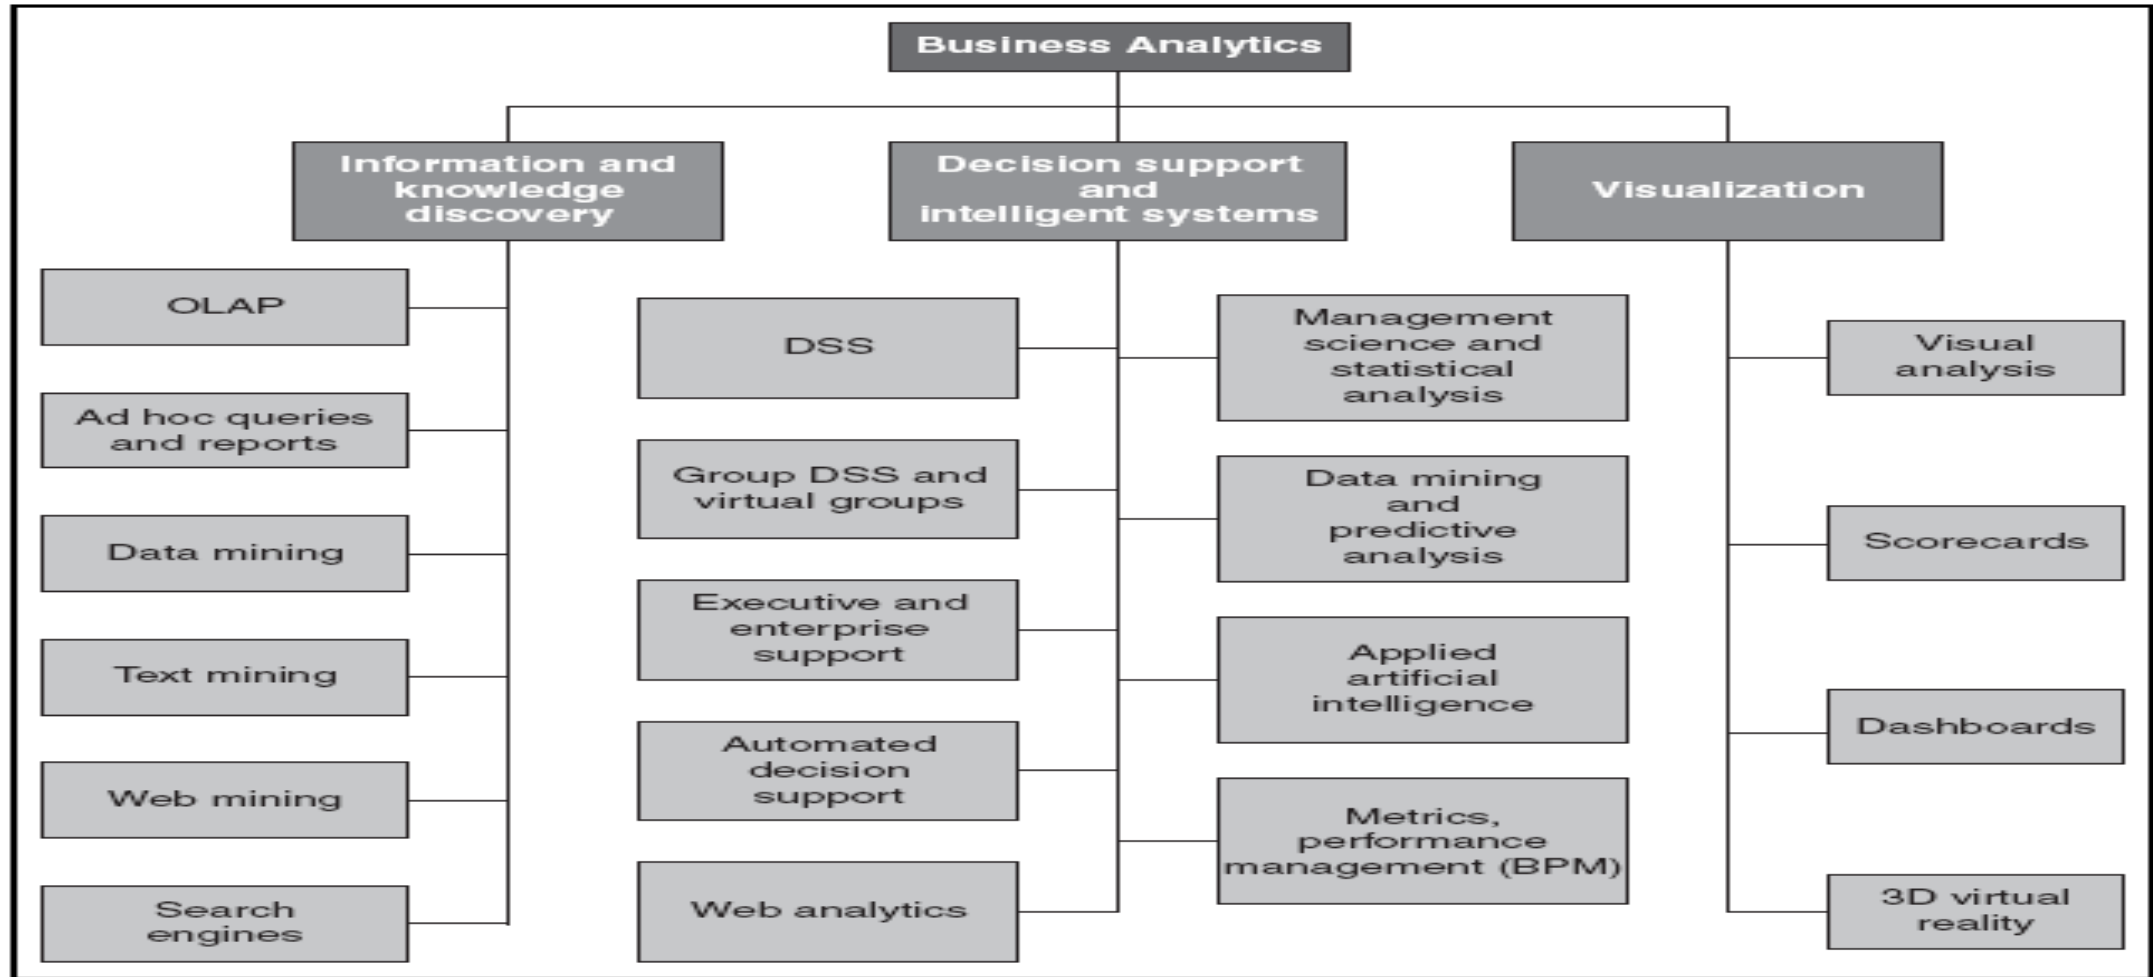 Business Analytics
Information and
knowledge
discovery
Decision support
and
intelligent systems
Visualization
OLAP
Ad hoc queries
and reports
Data mining
Text mining
Web mining
Search
engines
DSS
Group DSS and
virtual groups
Executive and
enterprise
support
Automated
decision
support
Web analytics
Management
science and
statistical
analysis
Data mining
and
predictive
analysis
Applied
artificial
intelligence
Metrics,
performance
management (BPM)
Visual
analysis
Scorecards
Dashboards
3D virtual
reality